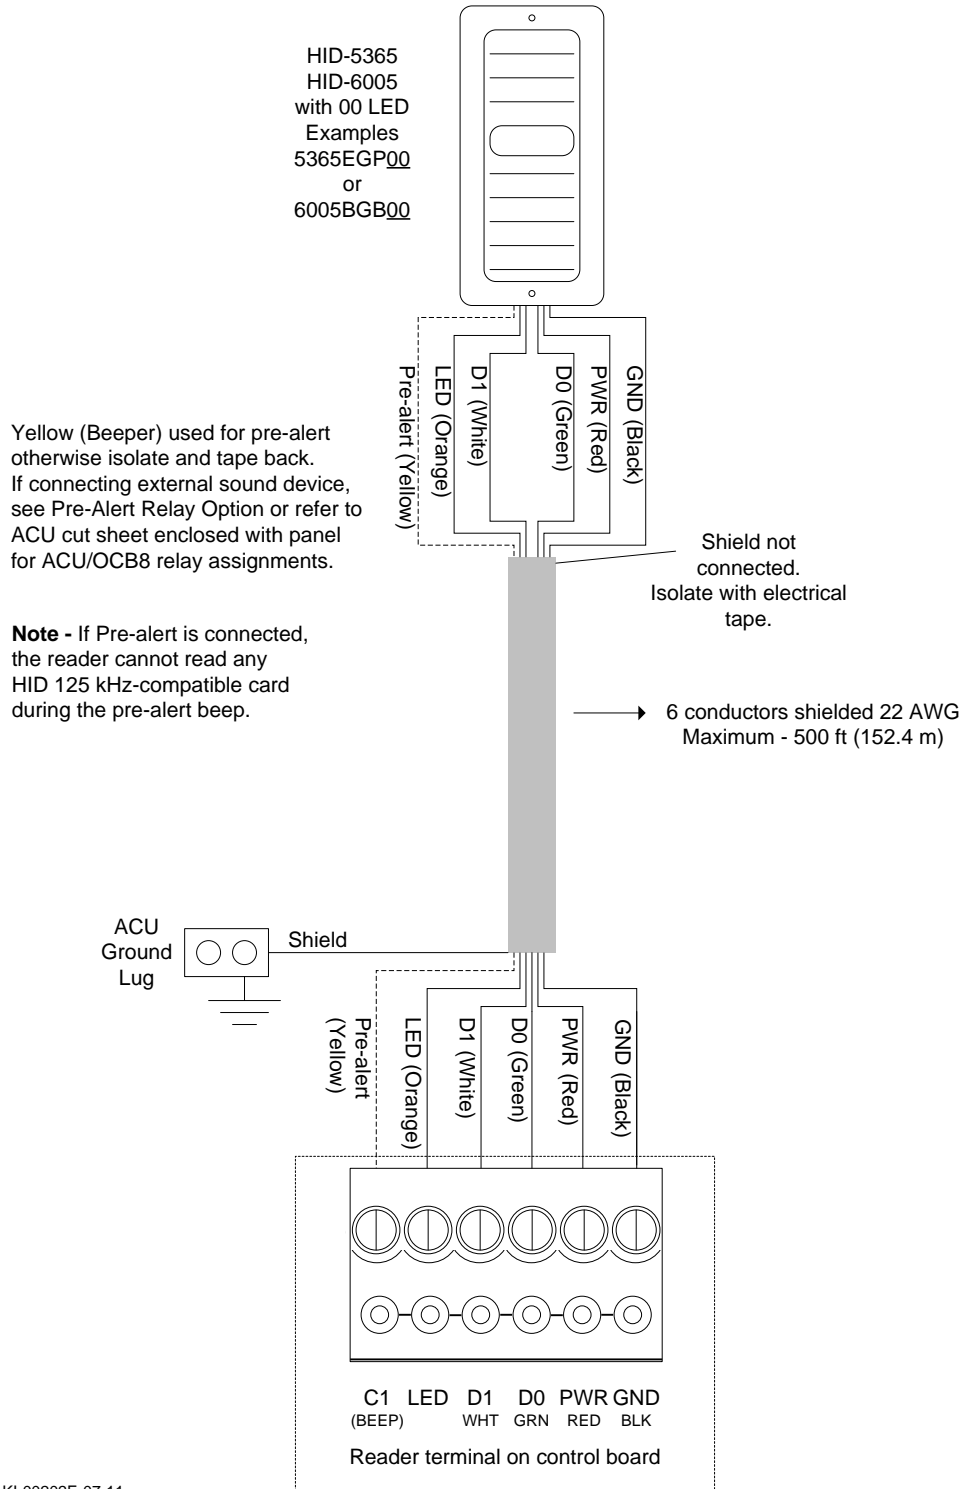 HID-5365
HID-6005
with 00 LED
Examples
5365EGP00
or
6005BGB00
Pre-alert (Yellow)
LED (Orange)
D1 (White)
D0 (Green)
PWR (Red)
GND (Black)
Yellow (Beeper) used for pre-alert
otherwise isolate and tape back.
If connecting external sound device,
see Pre-Alert Relay Option or refer to
ACU cut sheet enclosed with panel
for ACU/OCB8 relay assignments.
Shield not
connected.
Isolate with electrical
tape.
Note - If Pre-alert is connected,
the reader cannot read any
HID 125 kHz-compatible card
during the pre-alert beep.
6 conductors shielded 22 AWG
Maximum - 500 ft (152.4 m)
ACU
Ground
Lug
Shield
Pre-alert
(Yellow)
LED (Orange)
D1 (White)
D0 (Green)
PWR (Red)
GND (Black)
C1 LED D1 D0 PWR GND
(BEEP) WHT GRN RED BLK
Reader terminal on control board